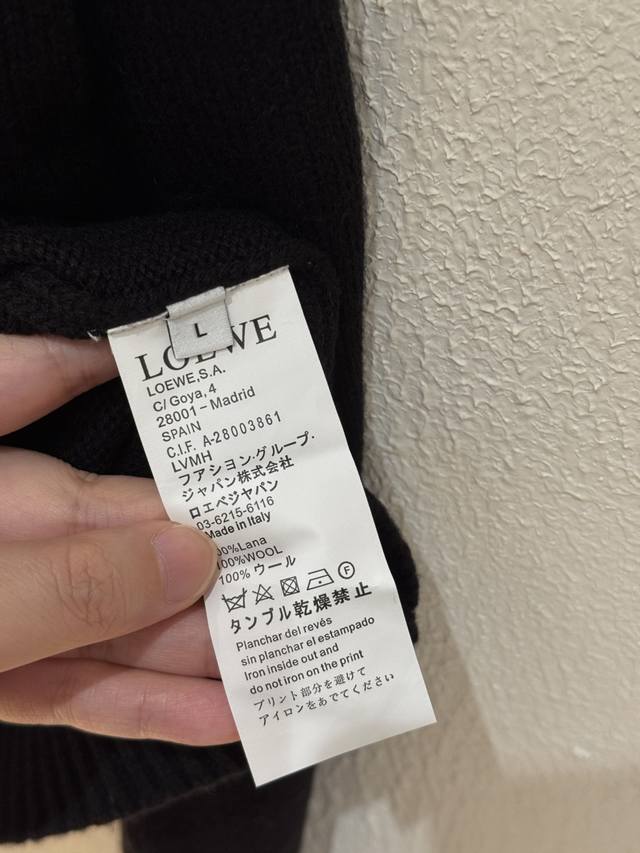 L
LOEWE
LOEWE,S.A.
C/ Goya, 4
28001 - Madrid
SPAIN
C.I.F. A-28003861
LVMH
フアション·グループ·
ジャパン株式会社
ロエベジャパン
03-6215-6116
Made in Italy
00%Lana
100%WOOL
100% ウール
F
タンブル乾燥禁止
Planchar del revés
sin planchar el estampado
Iron inside out and
do not iron on the print
プリント部分を避けて
アイロンをあでてください